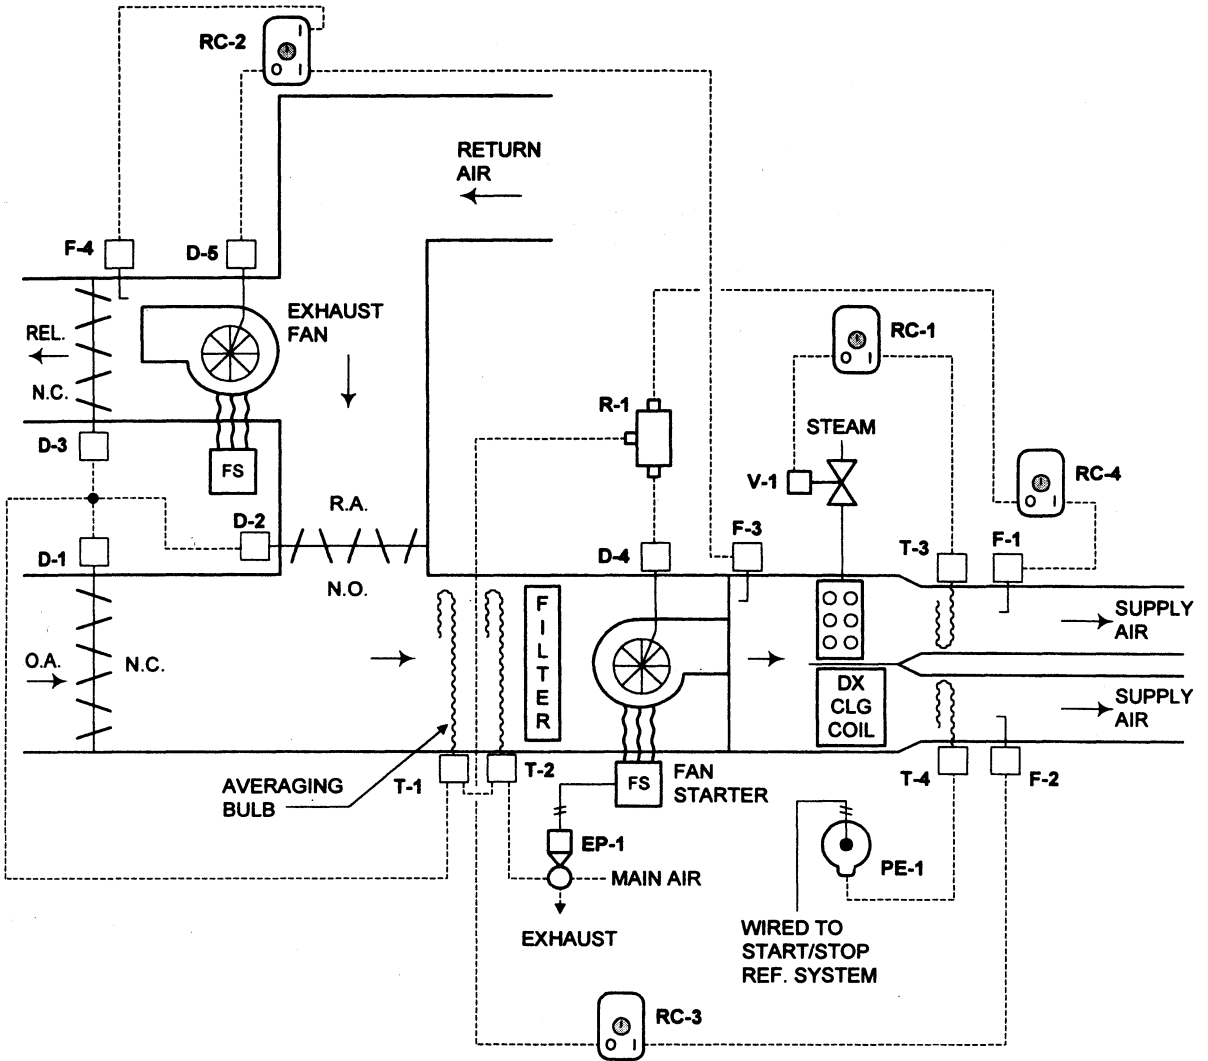 RC-2
I
O I
RETURN
AIR
F-4
D-5
EXHAUST
FAN
REL.
N.C.
RC-1
O I
R-1
STEAM
D-3
FS
V-1
RC-4
O I
R.A.
D-2
F-3
D-1
D-4
T-3
F-1
N.O.
FILTER
SUPPLY
AIR
O.A.
N.C.
DX
CLG
COIL
SUPPLY
AIR
T-1
T-2
FS
FAN
STARTER
T-4
F-2
AVERAGING
BULB
EP-1
PE-1
MAIN AIR
EXHAUST
WIRED TO
START/STOP
REF. SYSTEM
RC-3
O I